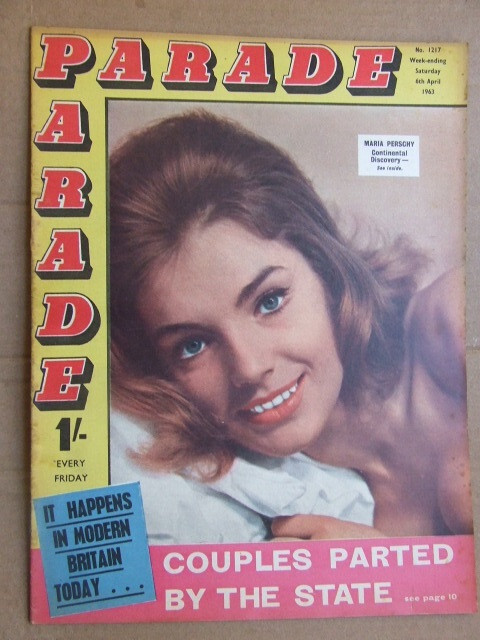 PARADE
No. 1217
Week-ending
Saturday
6th April
1963
PARADE
MARIA PERSCHY
Continental
Discovery—
See inside.
1/-
EVERY
FRIDAY
IT HAPPENS
IN MODERN
BRITAIN
TODAY . . .
COUPLES PARTED
BY THE STATE see page 10